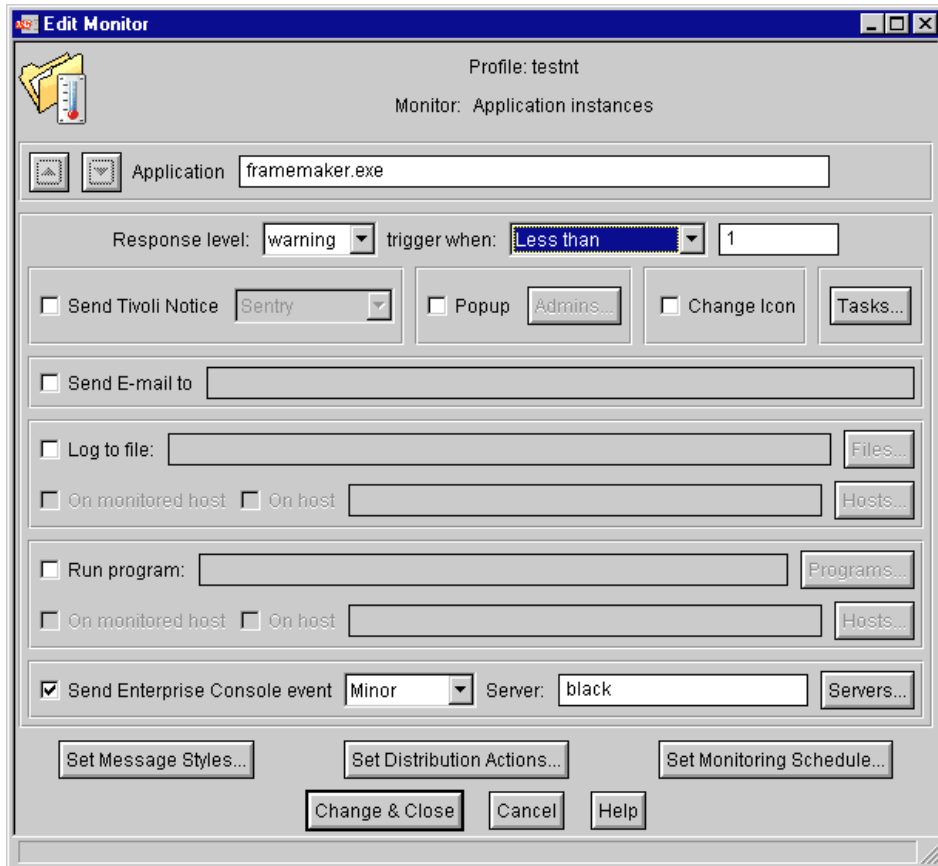 Edit Monitor
Profile: testnt
Monitor: Application instances
Application framemaker.exe
Response level: warning trigger when: Less than 1
Send Tivoli Notice Sentry Popup Admins... Change Icon Tasks...
Send E-mail to
Log to file: Files...
On monitored host On host Hosts...
Run program: Programs...
On monitored host On host Hosts...
Send Enterprise Console event Minor Server: black Servers...
Set Message Styles... Set Distribution Actions... Set Monitoring Schedule...
Change & Close Cancel Help